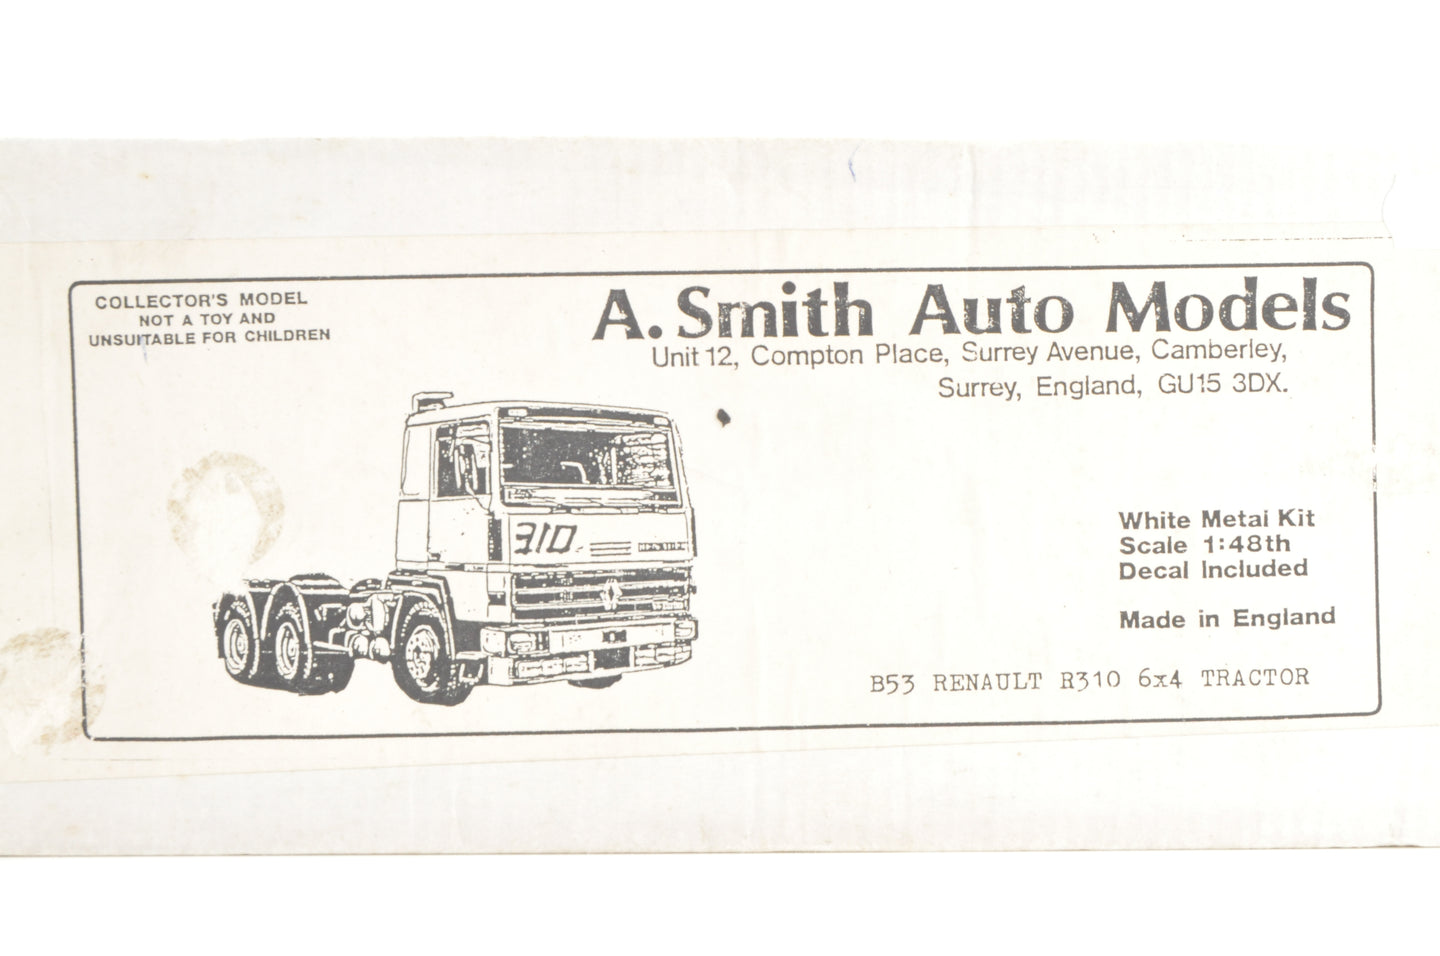 COLLECTOR'S MODEL
NOT A TOY AND
UNSUITABLE FOR CHILDREN
A. Smith Auto Models
Unit 12, Compton Place, Surrey Avenue, Camberley,
Surrey, England, GU15 3DX.
310
RENAULT
White Metal Kit
Scale 1:48th
Decal Included
Made in England
B53 RENAULT R310 6x4 TRACTOR